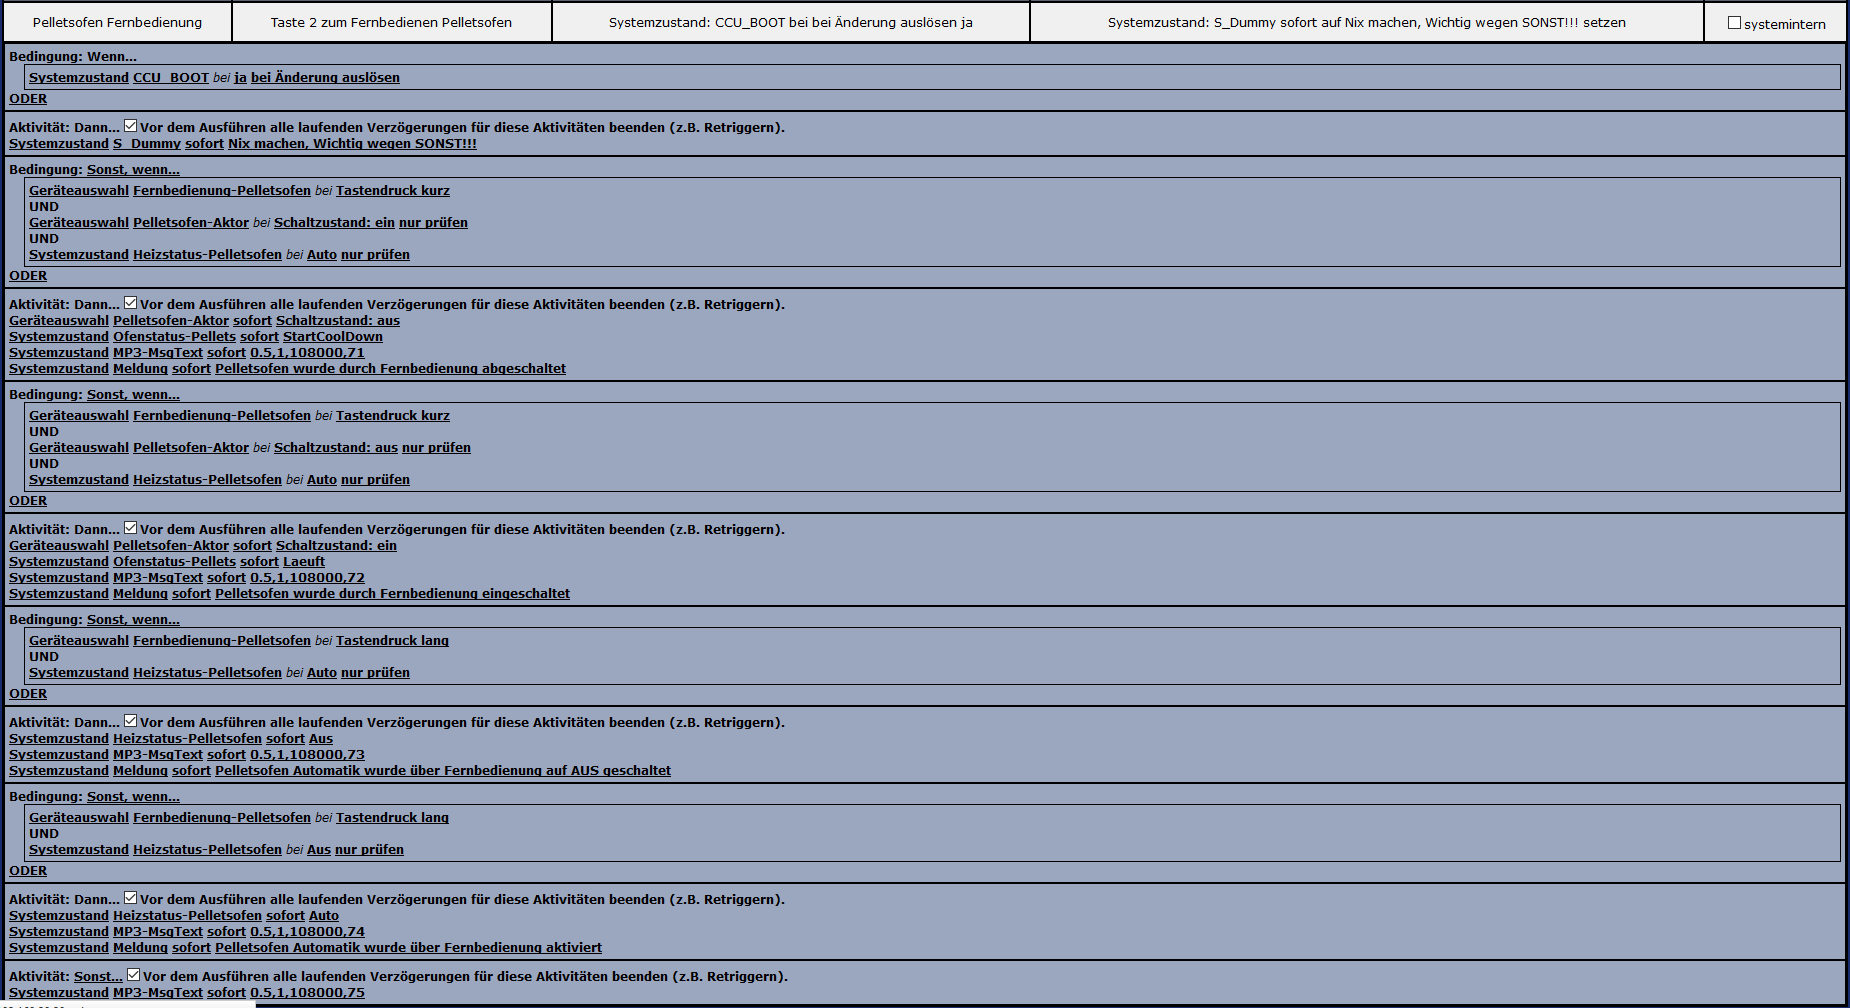 Pelletsofen Fernbedienung Taste 2 zum Fernbedienen Pelletsofen Systemzustand: CCU_BOOT bei bei Änderung auslösen ja Systemzustand: S_Dummy sofort auf Nix machen, Wichtig wegen SONST!!! setzen systemintern
Bedingung: Wenn...
Systemzustand CCU_BOOT bei ja bei Änderung auslösen
ODER
Aktivität: Dann... Vor dem Ausführen alle laufenden Verzögerungen für diese Aktivitäten beenden (z.B. Retriggern).
Systemzustand S_Dummy sofort Nix machen, Wichtig wegen SONST!!!
Bedingung: Sonst, wenn...
Geräteauswahl Fernbedienung-Pelletsofen bei Tastendruck kurz
UND
Geräteauswahl Pelletsofen-Aktor bei Schaltzustand: ein nur prüfen
UND
Systemzustand Heizstatus-Pelletsofen bei Auto nur prüfen
ODER
Aktivität: Dann... Vor dem Ausführen alle laufenden Verzögerungen für diese Aktivitäten beenden (z.B. Retriggern).
Geräteauswahl Pelletsofen-Aktor sofort Schaltzustand: aus
Systemzustand Ofenstatus-Pellets sofort StartCoolDown
Systemzustand MP3-MsgText sofort 0.5,1,108000,71
Systemzustand Meldung sofort Pelletsofen wurde durch Fernbedienung abgeschaltet
Bedingung: Sonst, wenn...
Geräteauswahl Fernbedienung-Pelletsofen bei Tastendruck kurz
UND
Geräteauswahl Pelletsofen-Aktor bei Schaltzustand: aus nur prüfen
UND
Systemzustand Heizstatus-Pelletsofen bei Auto nur prüfen
ODER
Aktivität: Dann... Vor dem Ausführen alle laufenden Verzögerungen für diese Aktivitäten beenden (z.B. Retriggern).
Geräteauswahl Pelletsofen-Aktor sofort Schaltzustand: ein
Systemzustand Ofenstatus-Pellets sofort Laeuft
Systemzustand MP3-MsgText sofort 0.5,1,108000,72
Systemzustand Meldung sofort Pelletsofen wurde durch Fernbedienung eingeschaltet
Bedingung: Sonst, wenn...
Geräteauswahl Fernbedienung-Pelletsofen bei Tastendruck lang
UND
Systemzustand Heizstatus-Pelletsofen bei Auto nur prüfen
ODER
Aktivität: Dann... Vor dem Ausführen alle laufenden Verzögerungen für diese Aktivitäten beenden (z.B. Retriggern).
Systemzustand Heizstatus-Pelletsofen sofort Aus
Systemzustand MP3-MsgText sofort 0.5,1,108000,73
Systemzustand Meldung sofort Pelletsofen Automatik wurde über Fernbedienung auf AUS geschaltet
Bedingung: Sonst, wenn...
Geräteauswahl Fernbedienung-Pelletsofen bei Tastendruck lang
UND
Systemzustand Heizstatus-Pelletsofen bei Aus nur prüfen
ODER
Aktivität: Dann... Vor dem Ausführen alle laufenden Verzögerungen für diese Aktivitäten beenden (z.B. Retriggern).
Systemzustand Heizstatus-Pelletsofen sofort Auto
Systemzustand MP3-MsgText sofort 0.5,1,108000,74
Systemzustand Meldung sofort Pelletsofen Automatik wurde über Fernbedienung aktiviert
Aktivität: Sonst... Vor dem Ausführen alle laufenden Verzögerungen für diese Aktivitäten beenden (z.B. Retriggern).
Systemzustand MP3-MsgText sofort 0.5,1,108000,75